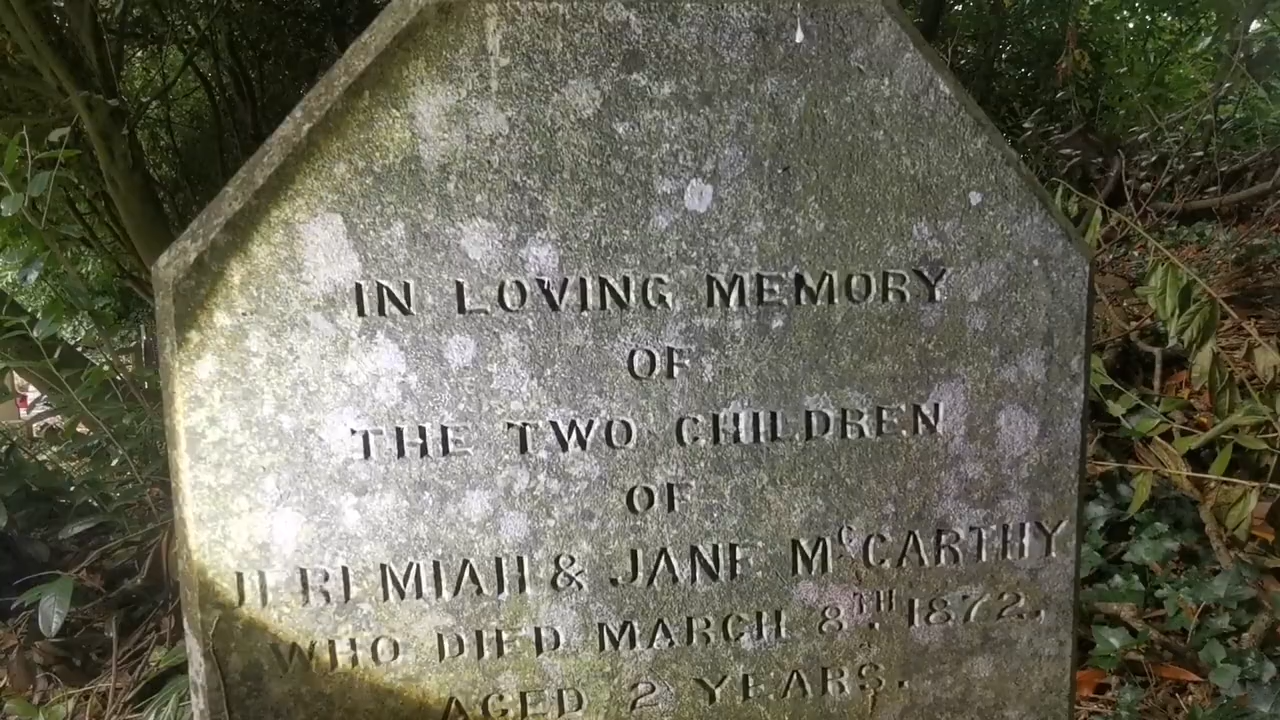 IN LOVING MEMORY
OF
THE TWO CHILDREN
OF
JEREMIAH & JANE McCARTHY
WHO DIED MARCH 8TH. 1872,
AGED 2 YEARS.